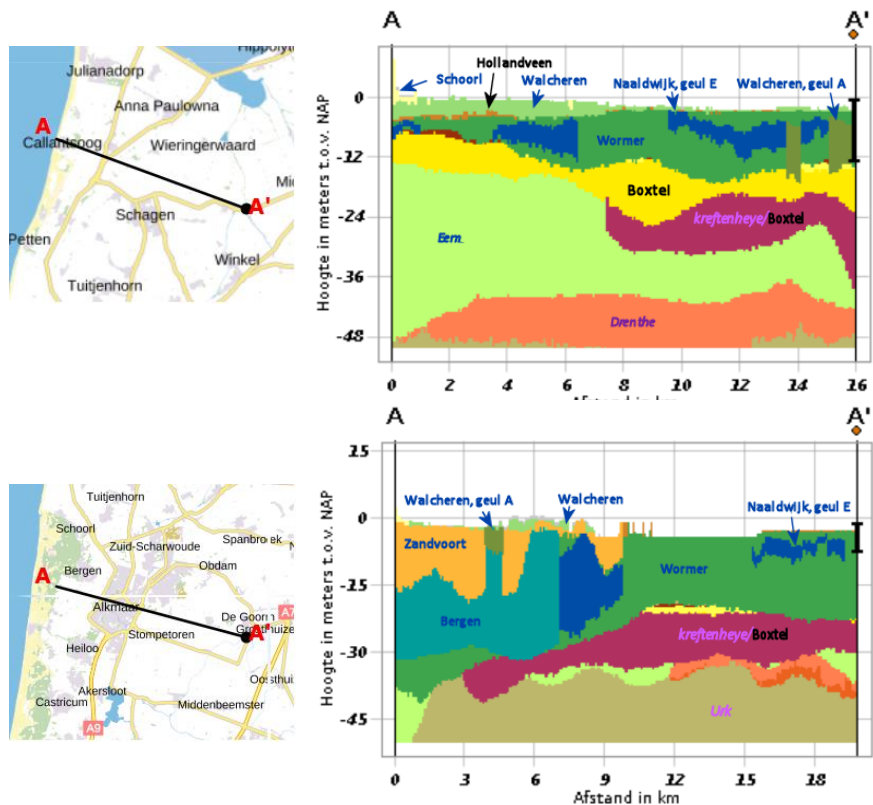 Hippolyt
Julianadorp
Anna Paulowna
A
Callantsoog
Wieringerwaard
A'
Schagen
Petten
Winkel
Tuitjenhorn
A
A'
Hollandveen
Schoorl
Walcheren
Naaldwijk, geul E
Walcheren, geul A
Hoogte in meters t.o.v. NAP
0
-12
-24
-36
-48
Wormer
Boxtel
kreftenheye/Boxtel
Eem
Drenthe
0 2 4 6 8 10 12 14 16
Afstand in km
Tuitjenhorn
Schoorl
Zuid-Scharwoude
Spanbroek
Bergen
Obdam
A
Alkmaar
De Goorn
A7
A'
Stompetoren
Heiloo
Akersloot
Middenbeemster
Castricum
A9
A
A'
Hoogte in meters t.o.v. NAP
15
0
-15
-30
-45
Walcheren, geul A
Walcheren
Naaldwijk, geul E
Zandvoort
Wormer
Bergen
kreftenheye/Boxtel
Urk
0 3 6 9 12 15 18
Afstand in km